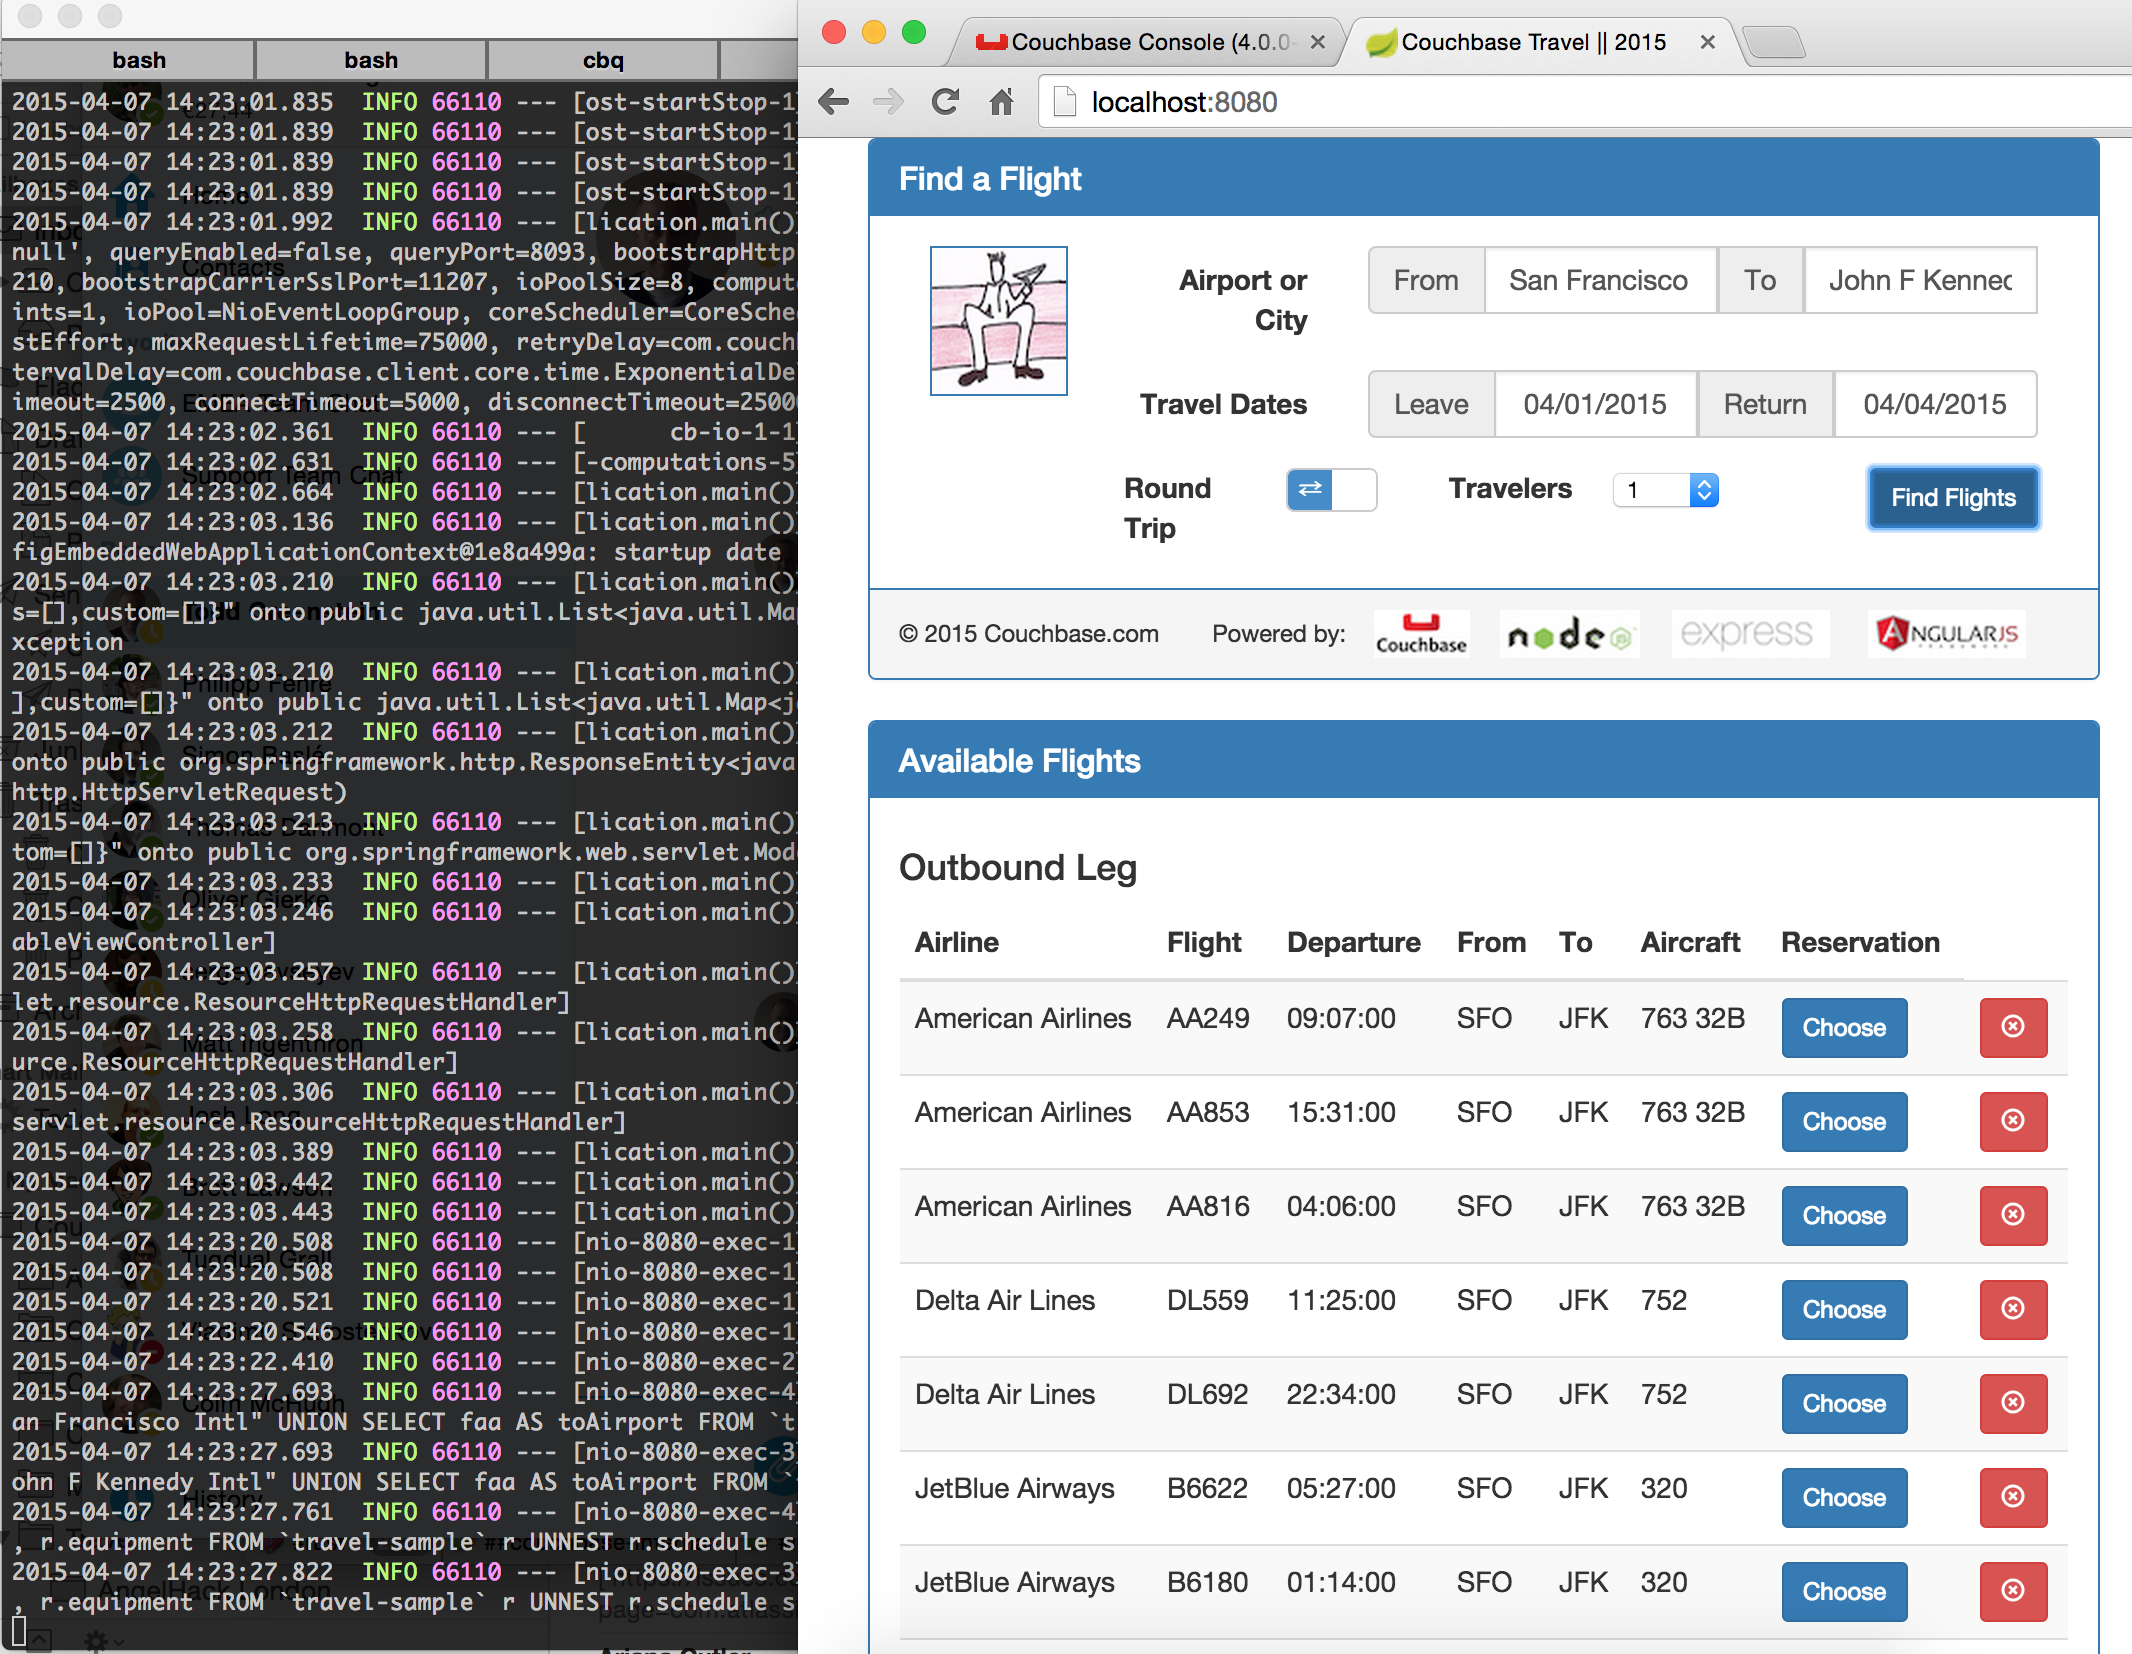 bash bash cbq
2015-04-07 14:23:01.835 INFO 66110 --- [ost-startStop-1]
2015-04-07 14:23:01.839 INFO 66110 --- [ost-startStop-1]
2015-04-07 14:23:01.839 INFO 66110 --- [ost-startStop-1]
2015-04-07 14:23:01.839 INFO 66110 --- [ost-startStop-1]
2015-04-07 14:23:01.992 INFO 66110 --- [lication.main()]
null', queryEnabled=false, queryPort=8093, bootstrapHttp
210, bootstrapCarrierSslPort=11207, ioPoolSize=8, comput
ints=1, ioPool=NioEventLoopGroup, coreScheduler=CoreSche
stEffort, maxRequestLifetime=75000, retryDelay=com.couch
tervalDelay=com.couchbase.client.core.time.ExponentialDe
imeout=2500, connectTimeout=5000, disconnectTimeout=2500
2015-04-07 14:23:02.361 INFO 66110 --- [ cb-io-1-1]
2015-04-07 14:23:02.631 INFO 66110 --- [-computations-5]
2015-04-07 14:23:02.664 INFO 66110 --- [lication.main()]
2015-04-07 14:23:03.136 INFO 66110 --- [lication.main()]
figEmbeddedWebApplicationContext@1e8a499a: startup date
2015-04-07 14:23:03.210 INFO 66110 --- [lication.main()]
s=[],custom=[]}" onto public java.util.List<java.util.Ma
xception
2015-04-07 14:23:03.210 INFO 66110 --- [lication.main()]
],custom=[]}" onto public java.util.List<java.util.Map<j
2015-04-07 14:23:03.212 INFO 66110 --- [lication.main()]
onto public org.springframework.http.ResponseEntity<java
http.HttpServletRequest)
2015-04-07 14:23:03.213 INFO 66110 --- [lication.main()]
tom=[]}" onto public org.springframework.web.servlet.Mod
2015-04-07 14:23:03.233 INFO 66110 --- [lication.main()]
2015-04-07 14:23:03.246 INFO 66110 --- [lication.main()]
ableViewController]
2015-04-07 14:23:03.257 INFO 66110 --- [lication.main()]
let.resource.ResourceHttpRequestHandler]
2015-04-07 14:23:03.258 INFO 66110 --- [lication.main()]
urce.ResourceHttpRequestHandler]
2015-04-07 14:23:03.306 INFO 66110 --- [lication.main()]
servlet.resource.ResourceHttpRequestHandler]
2015-04-07 14:23:03.389 INFO 66110 --- [lication.main()]
2015-04-07 14:23:03.442 INFO 66110 --- [lication.main()]
2015-04-07 14:23:03.443 INFO 66110 --- [lication.main()]
2015-04-07 14:23:20.508 INFO 66110 --- [nio-8080-exec-1]
2015-04-07 14:23:20.508 INFO 66110 --- [nio-8080-exec-1]
2015-04-07 14:23:20.521 INFO 66110 --- [nio-8080-exec-1]
2015-04-07 14:23:20.546 INFO 66110 --- [nio-8080-exec-1]
2015-04-07 14:23:22.410 INFO 66110 --- [nio-8080-exec-2]
2015-04-07 14:23:27.693 INFO 66110 --- [nio-8080-exec-4]
an Francisco Intl" UNION SELECT faa AS toAirport FROM `t
2015-04-07 14:23:27.693 INFO 66110 --- [nio-8080-exec-3]
ohn F Kennedy Intl" UNION SELECT faa AS toAirport FROM `
2015-04-07 14:23:27.761 INFO 66110 --- [nio-8080-exec-4]
, r.equipment FROM `travel-sample` r UNNEST r.schedule s
2015-04-07 14:23:27.822 INFO 66110 --- [nio-8080-exec-3]
, r.equipment FROM `travel-sample` r UNNEST r.schedule s
Couchbase Console (4.0.0- Couchbase Travel || 2015
localhost:8080
Find a Flight
Airport or City
From San Francisco To John F Kennec
Travel Dates Leave 04/01/2015 Return 04/04/2015
Round Trip
Travelers 1 Find Flights
© 2015 Couchbase.com Powered by: Couchbase node JS express ANGULARJS
Available Flights
Outbound Leg
Airline Flight Departure From To Aircraft Reservation
American Airlines AA249 09:07:00 SFO JFK 763 32B Choose
American Airlines AA853 15:31:00 SFO JFK 763 32B Choose
American Airlines AA816 04:06:00 SFO JFK 763 32B Choose
Delta Air Lines DL559 11:25:00 SFO JFK 752 Choose
Delta Air Lines DL692 22:34:00 SFO JFK 752 Choose
JetBlue Airways B6622 05:27:00 SFO JFK 320 Choose
JetBlue Airways B6180 01:14:00 SFO JFK 320 Choose